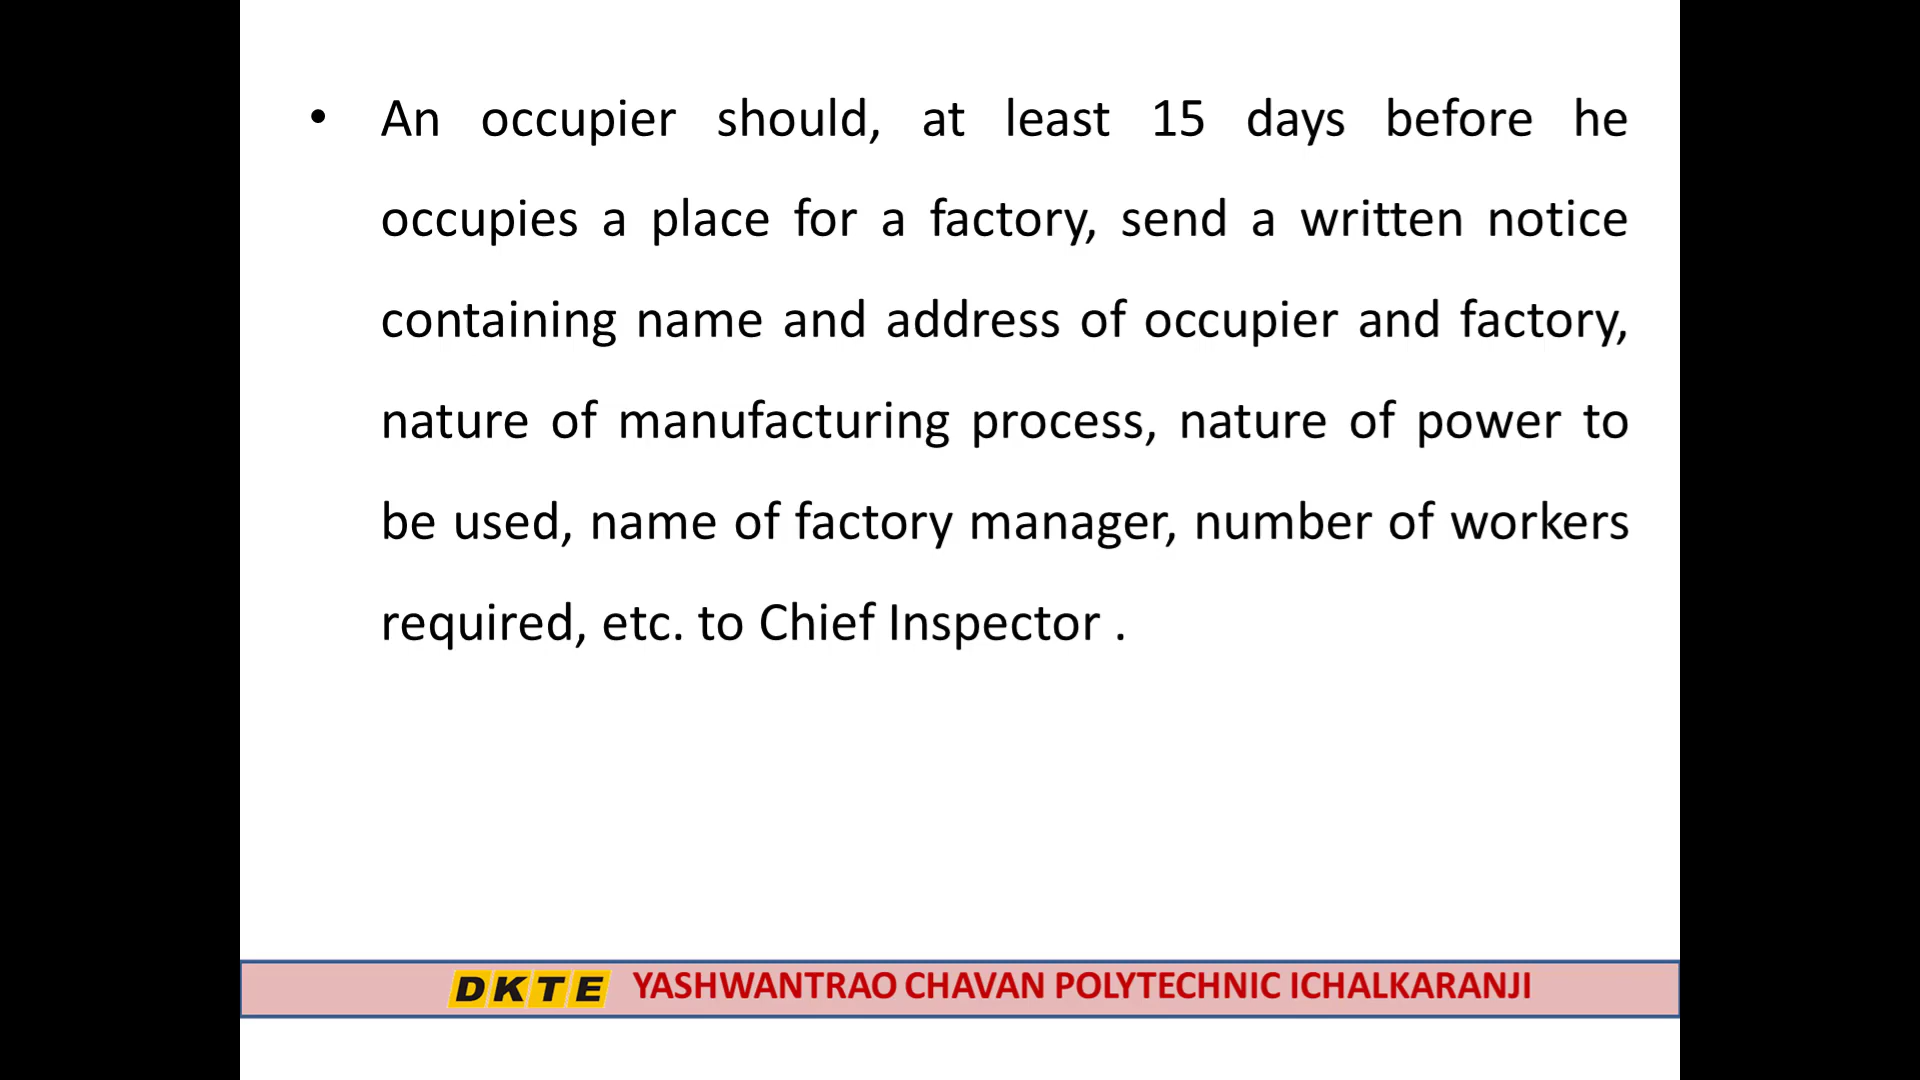 • An occupier should, at least 15 days before he
occupies a place for a factory, send a written notice
containing name and address of occupier and factory,
nature of manufacturing process, nature of power to
be used, name of factory manager, number of workers
required, etc. to Chief Inspector .
DKTE YASHWANTRAO CHAVAN POLYTECHNIC ICHALKARANJI